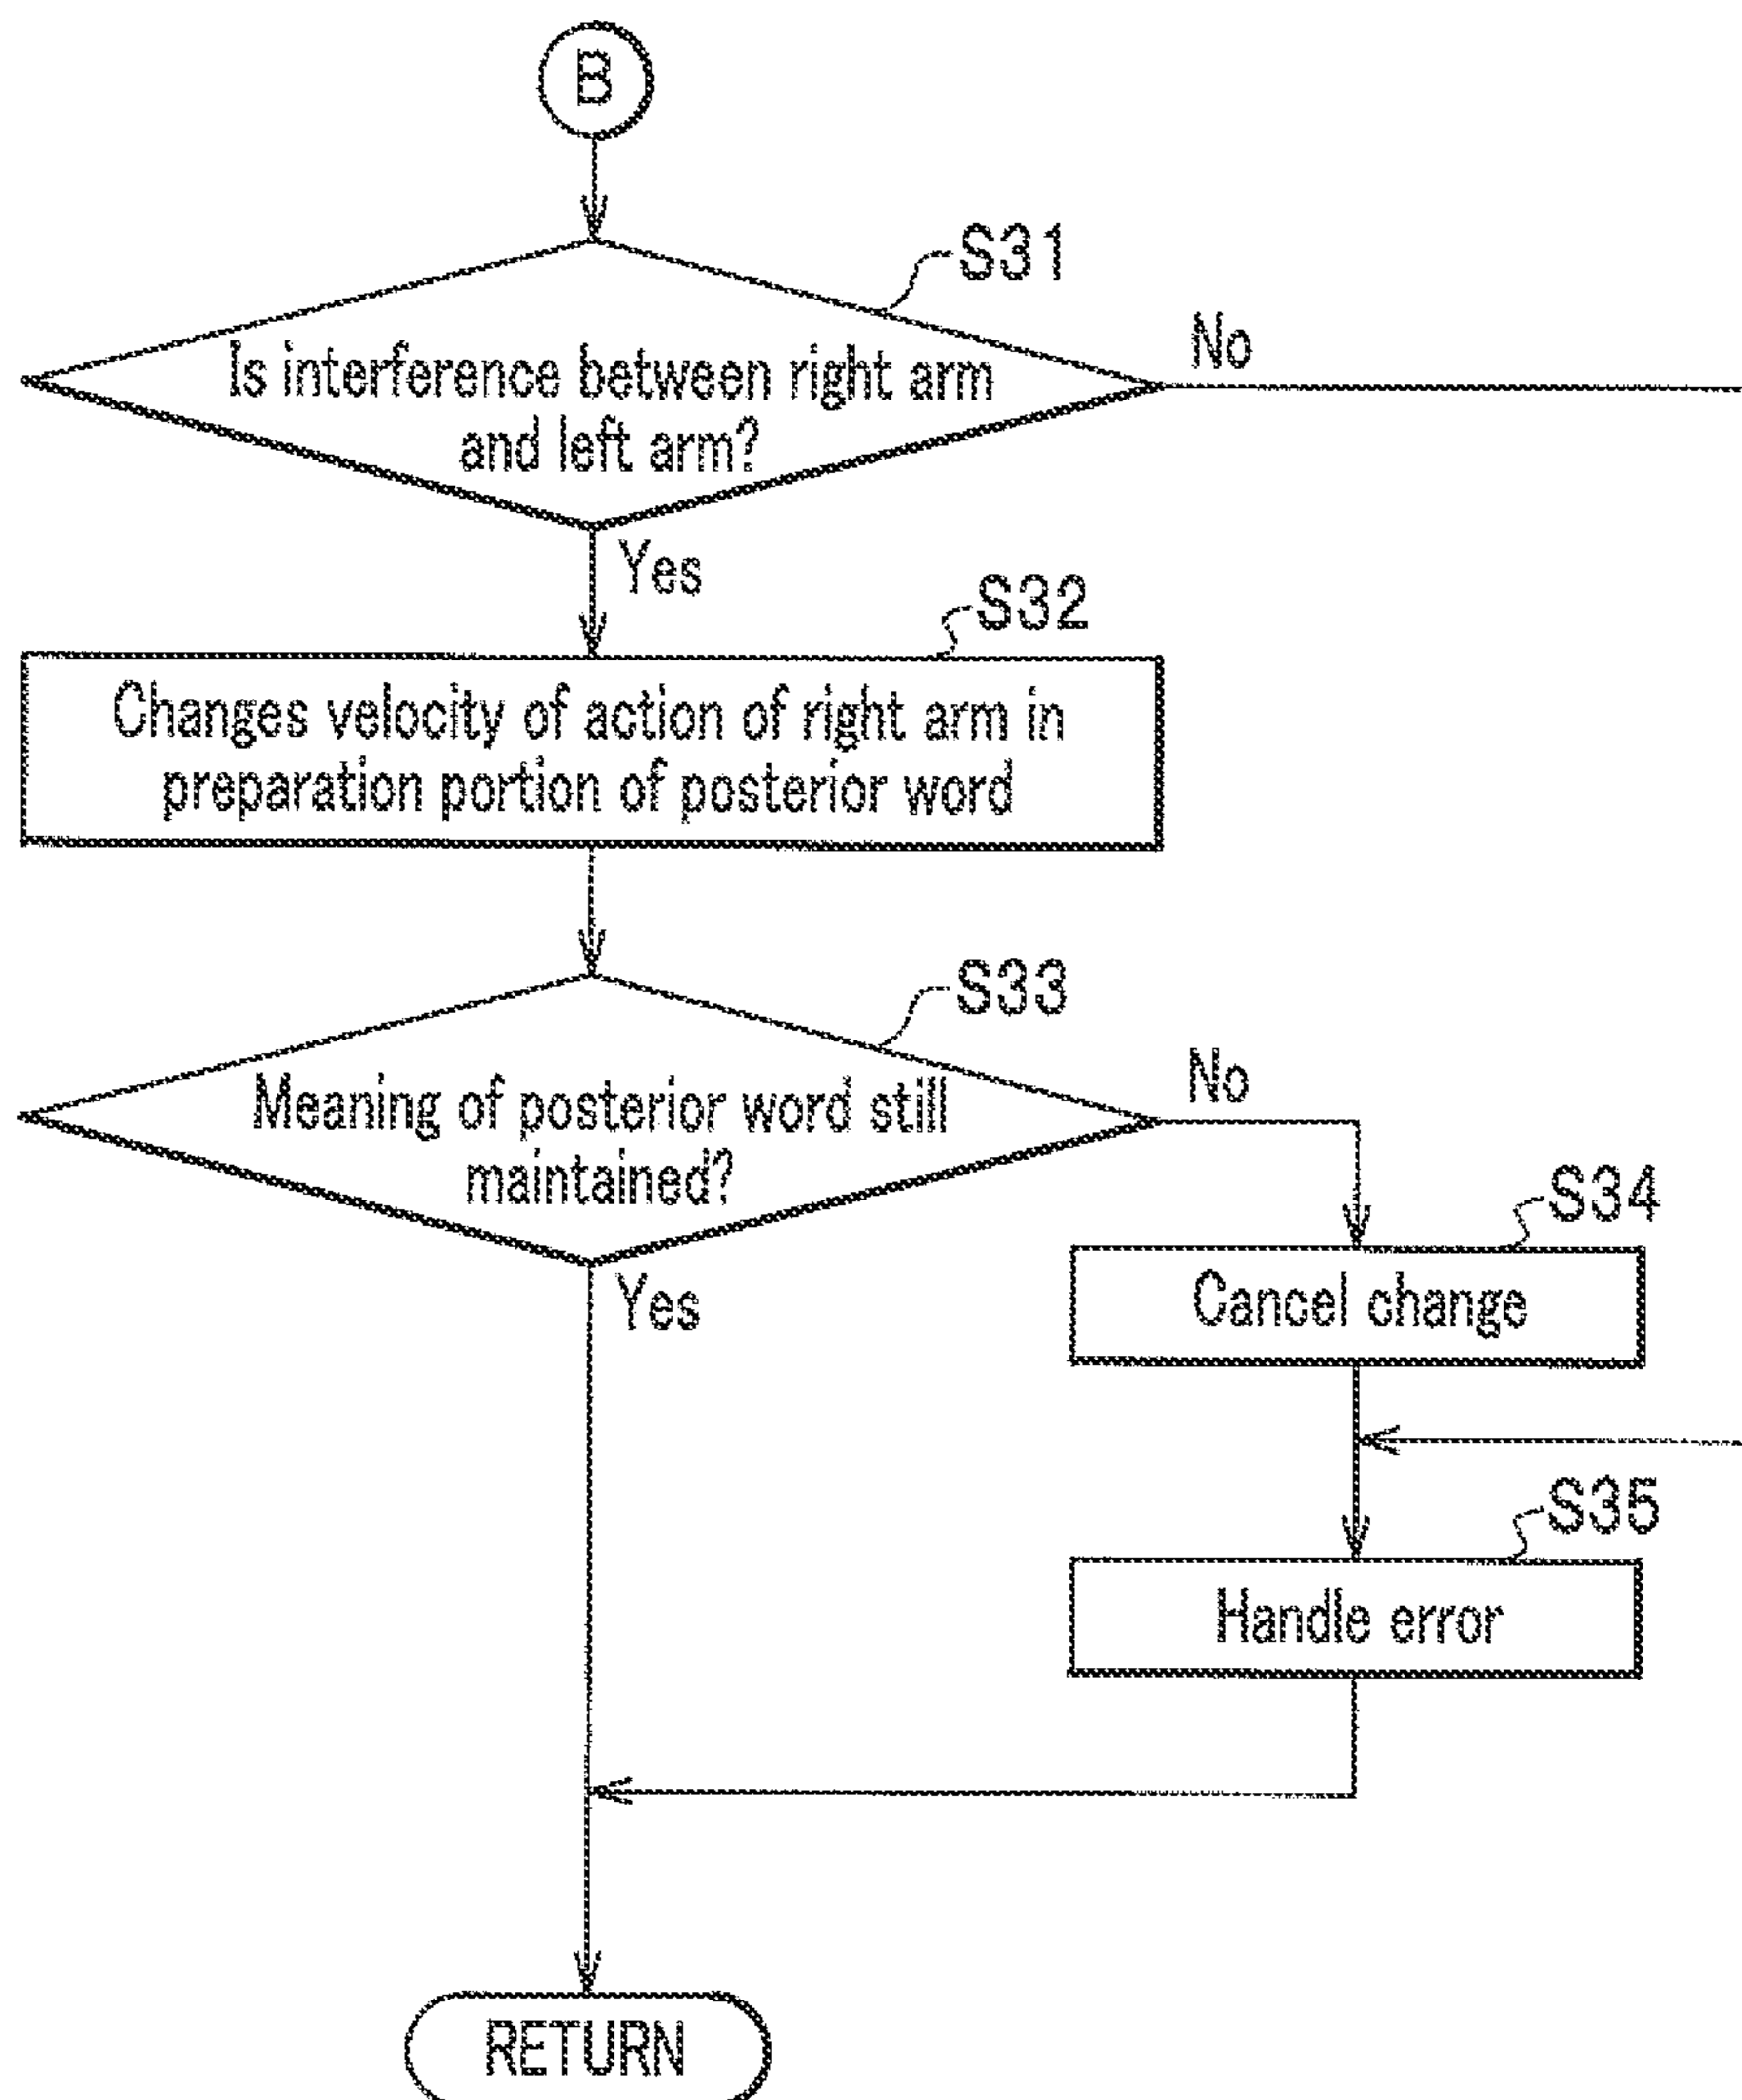 B
S31
Is interference between right arm
and left arm?
No
Yes
S32
Changes velocity of action of right arm in
preparation portion of posterior word
S33
Meaning of posterior word still
maintained?
No
Yes
S34
Cancel change
S35
Handle error
RETURN